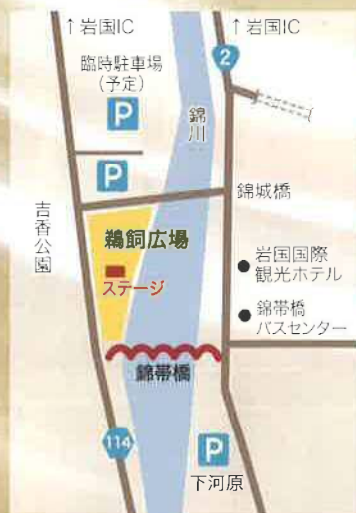 ↑岩国IC
↑岩国IC
2
臨時駐車場
(予定)
P
錦川
P
錦城橋
吉香公園
鵜飼広場
ステージ
岩国国際
観光ホテル
錦帯橋
バスセンター
錦帯橋
114
P
下河原